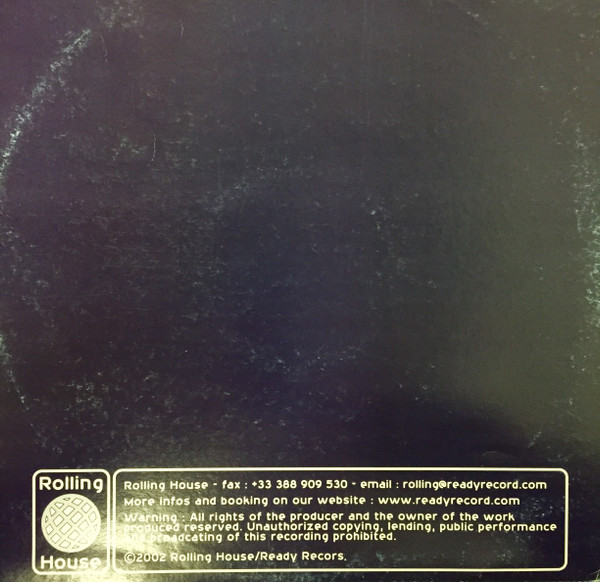 Rolling
House
Rolling House - fax : +33 388 909 530 - email : rolling@readyrecord.com
More infos and booking on our website : www.readyrecord.com
Warning : All rights of the producer and the owner of the work
produced reserved. Unauthorized copying, lending, public performance
and broadcating of this recording prohibited.
©2002 Rolling House/Ready Recors.